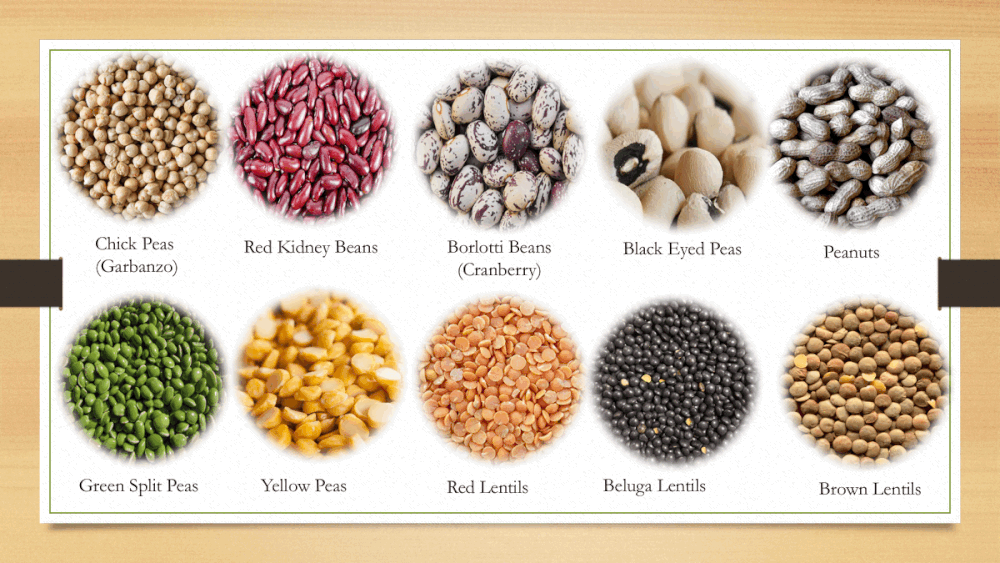 Chick Peas
(Garbanzo)
Red Kidney Beans
Borlotti Beans
(Cranberry)
Black Eyed Peas
Peanuts
Green Split Peas
Yellow Peas
Red Lentils
Beluga Lentils
Brown Lentils